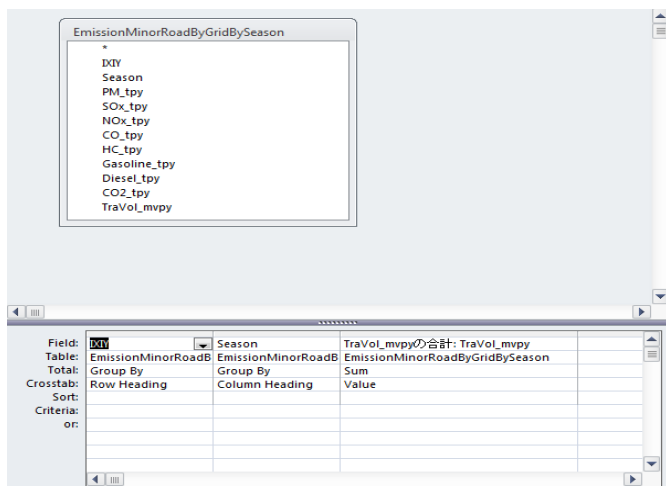 EmissionMinorRoadByGridBySeason
*
IXIY
Season
PM_tpy
SOx_tpy
NOx_tpy
CO_tpy
HC_tpy
Gasoline_tpy
Diesel_tpy
CO2_tpy
TraVol_mvpy
Field: IXIY Season TraVol_mvpyの合計: TraVol_mvpy
Table: EmissionMinorRoadB EmissionMinorRoadB EmissionMinorRoadByGridBySeason
Total: Group By Group By Sum
Crosstab: Row Heading Column Heading Value
Sort:
Criteria:
or: